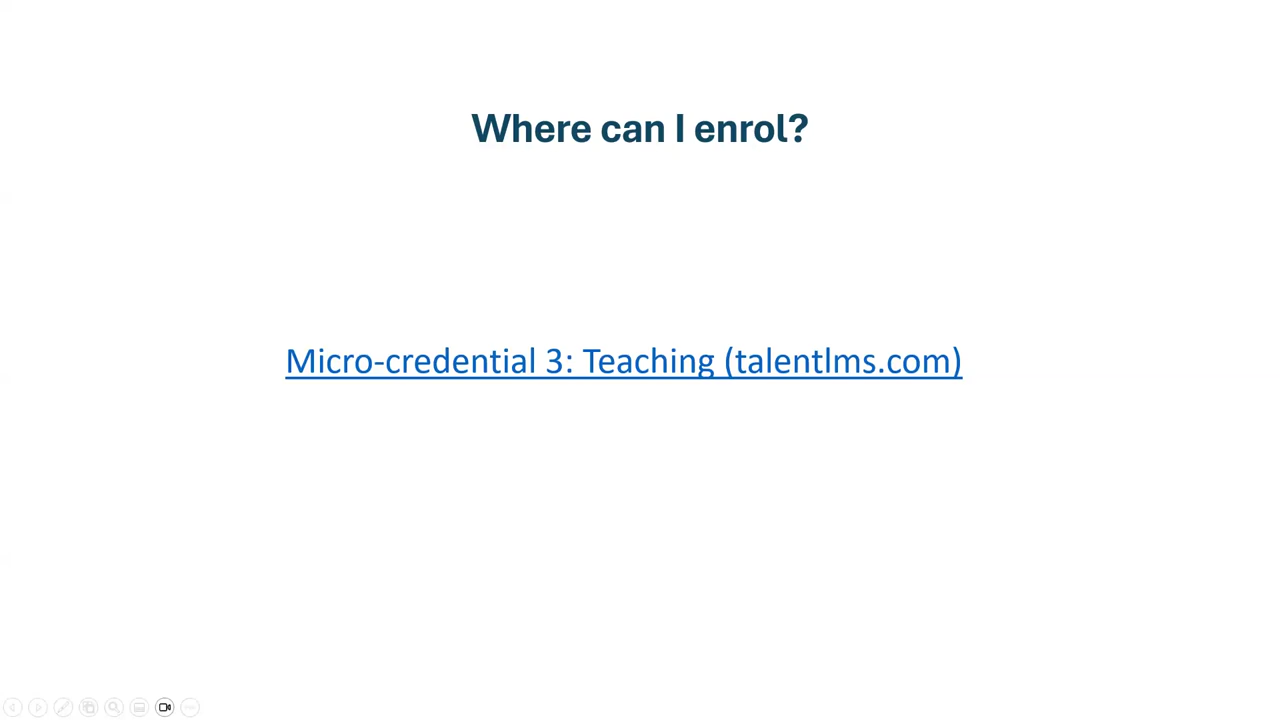 Where can I enrol?
Micro-credential 3: Teaching (talentlms.com)